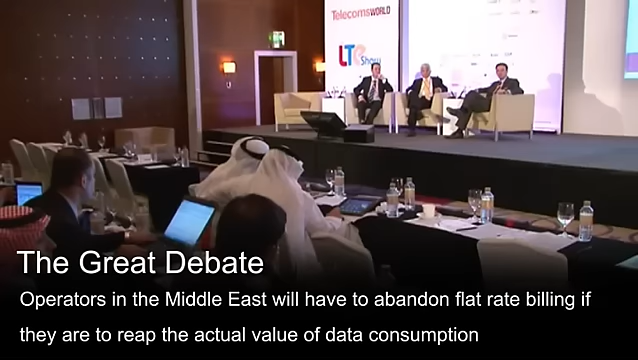 TelecomsWORLD
LTE Show
The Great Debate
Operators in the Middle East will have to abandon flat rate billing if
they are to reap the actual value of data consumption